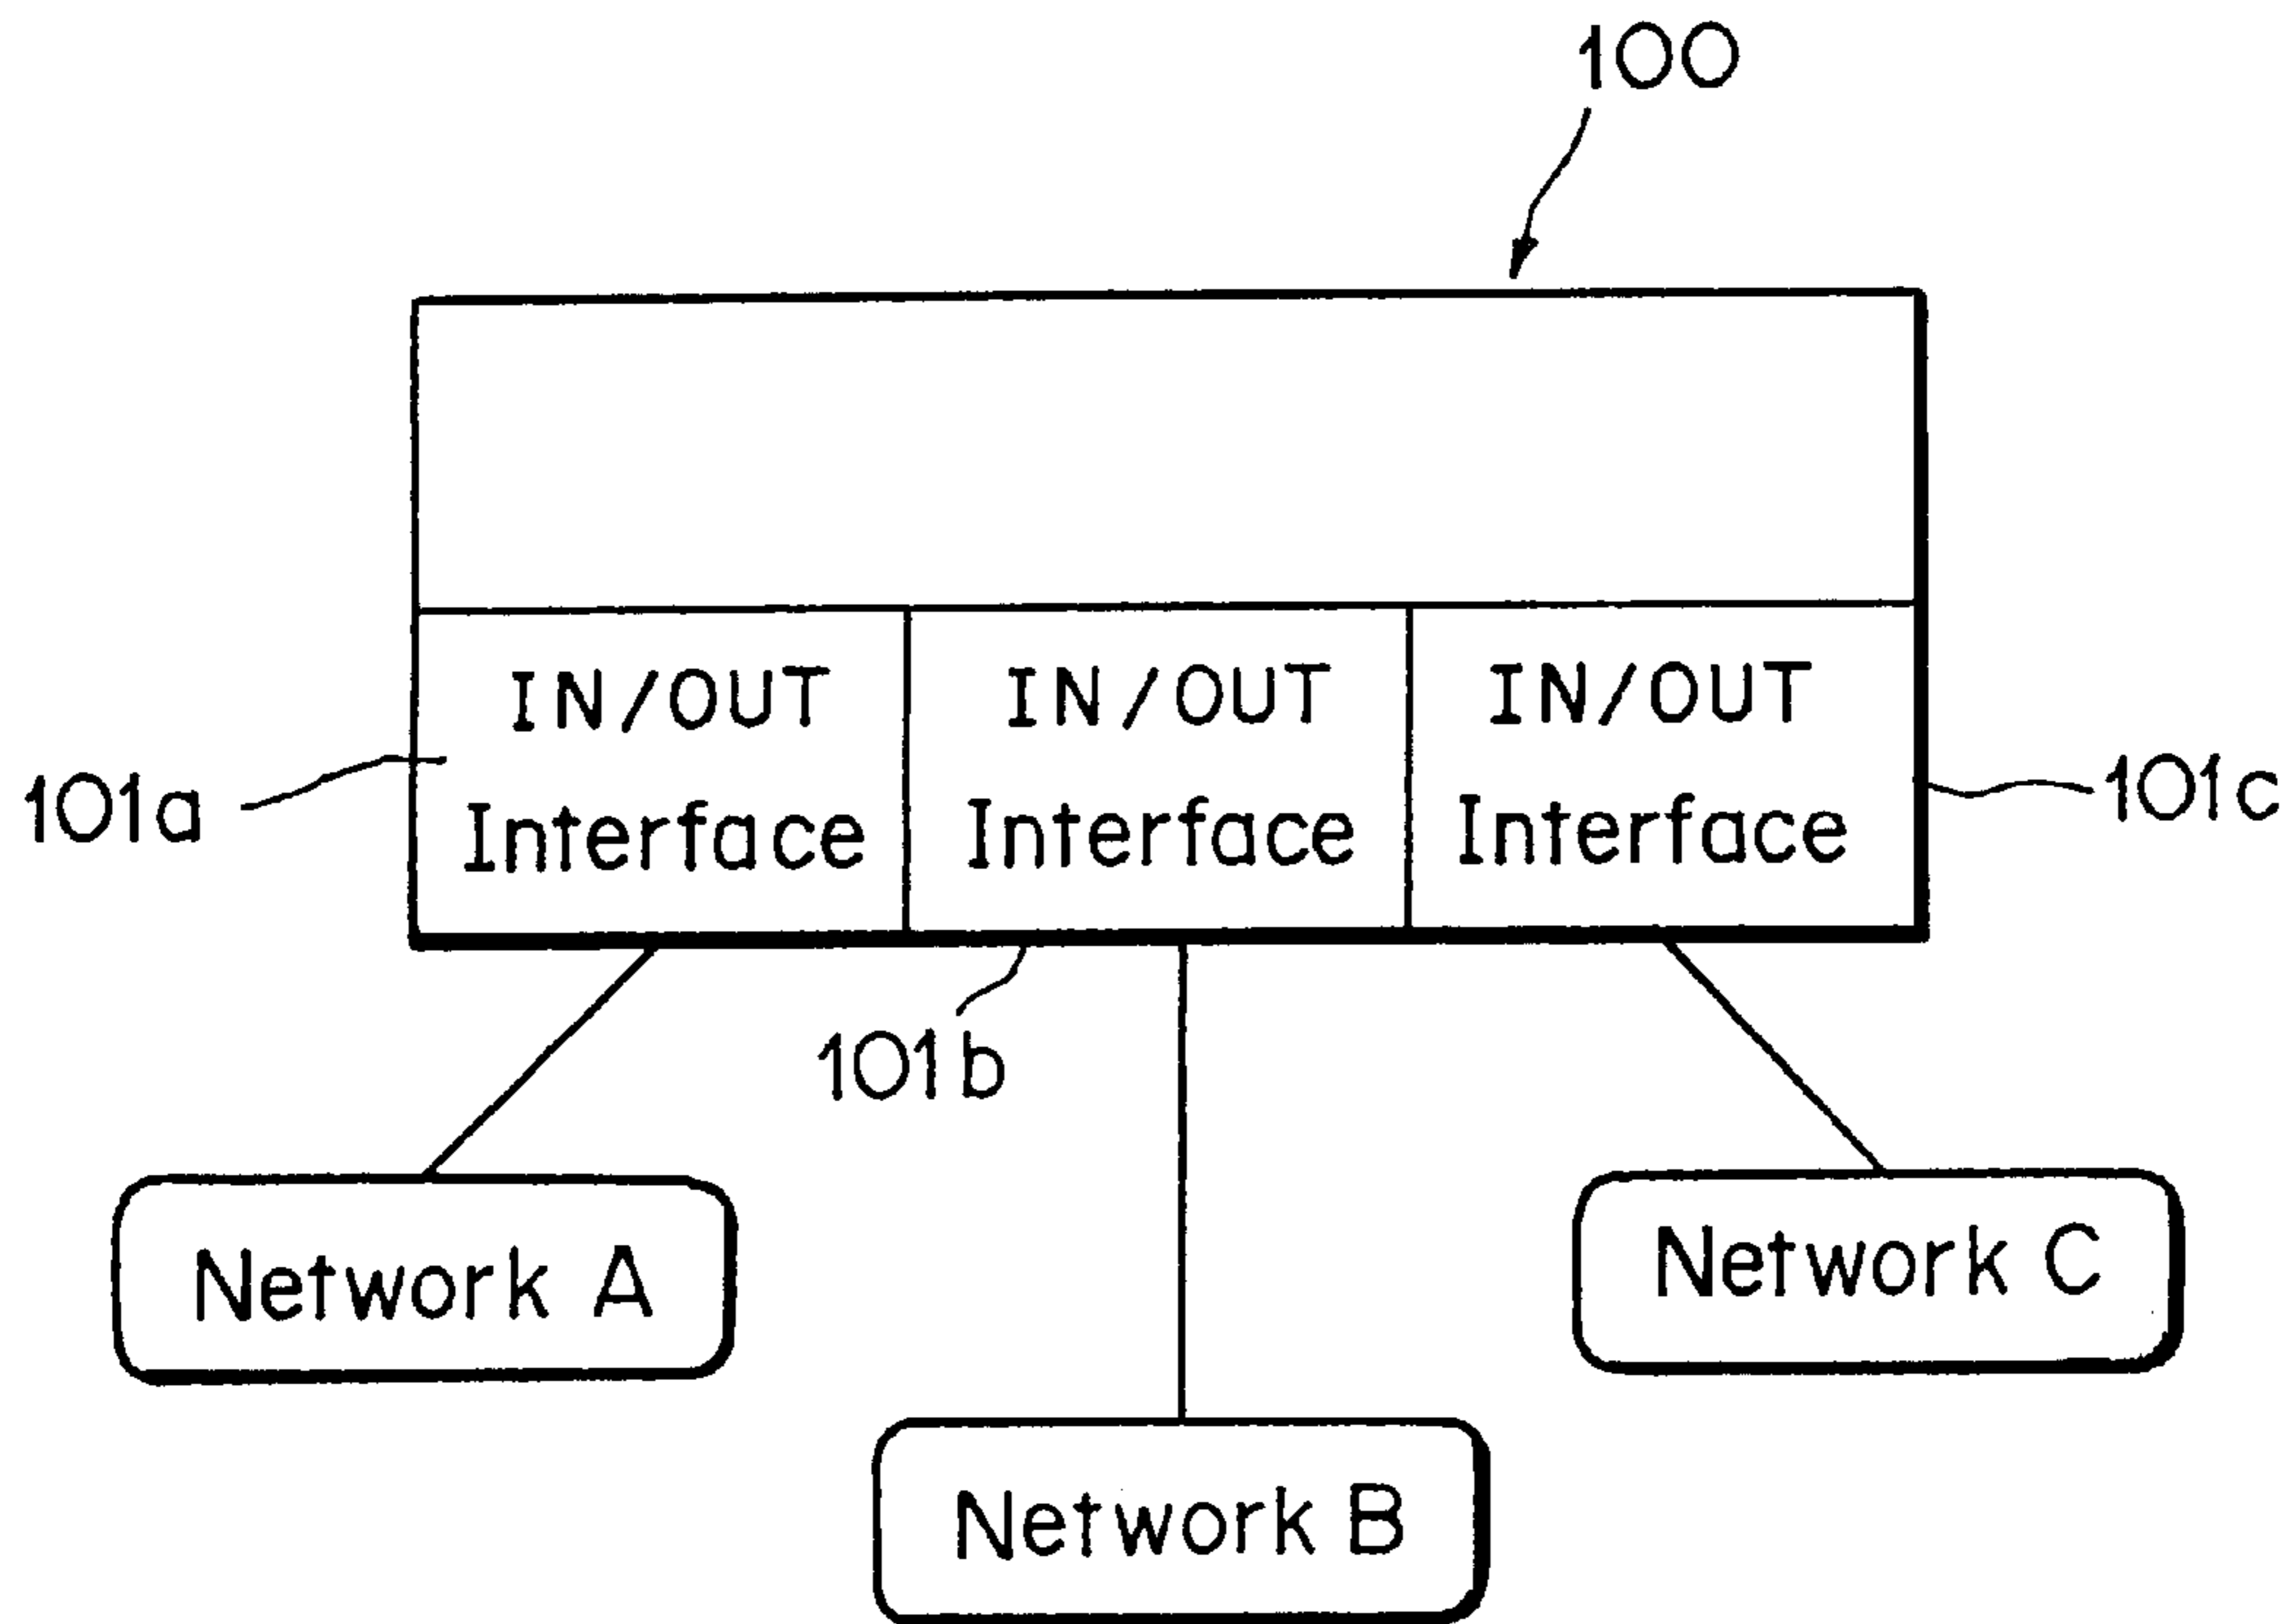 100
IN/OUT IN/OUT IN/OUT
101a Interface Interface Interface 101c
101b
Network A Network C
Network B